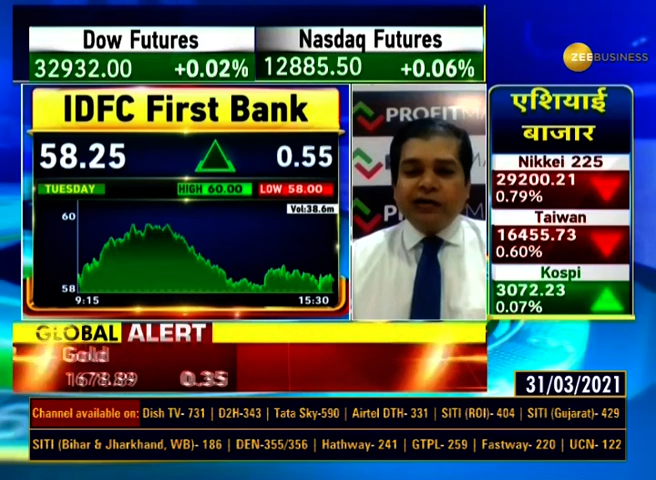 Dow Futures
32932.00 +0.02%
Nasdaq Futures
12885.50 +0.06%
ZEE BUSINESS
IDFC First Bank
58.25 0.55
TUESDAY HIGH 60.00 LOW 58.00
Vol:38.6m
60
58
9:15 15:30
PROFIT
एशियाई
बाजार
Nikkei 225
29200.21
0.79%
Taiwan
16455.73
0.60%
Kospi
3072.23
0.07%
GLOBAL ALERT
Gold
1678.89 0.35
31/03/2021
Channel available on: Dish TV- 731 | D2H-343 | Tata Sky-590 | Airtel DTH- 331 | SITI (ROI)- 404 | SITI (Gujarat)- 429
SITI (Bihar & Jharkhand, WB)- 186 | DEN-355/356 | Hathway- 241 | GTPL- 259 | Fastway- 220 | UCN- 122